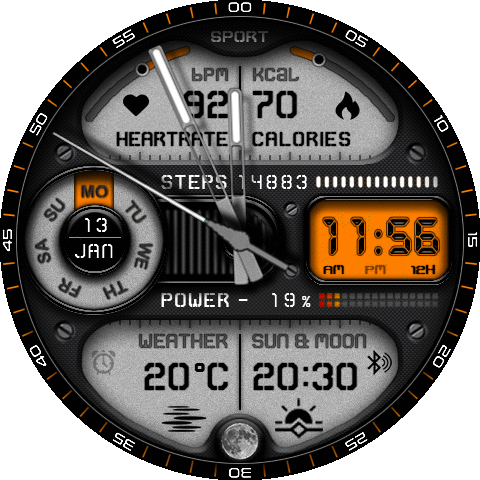 00
55
SPORT
05
BPM KCAL
92 70
HEARTRATE CALORIES
50
10
STEPS 14883
MO
SU TU
SA WE
FR TH
13
JAN
11:56
AM PM 12H
45
15
POWER - 19%
WEATHER SUN & MOON
20°C 20:30
40
20
35
25
30